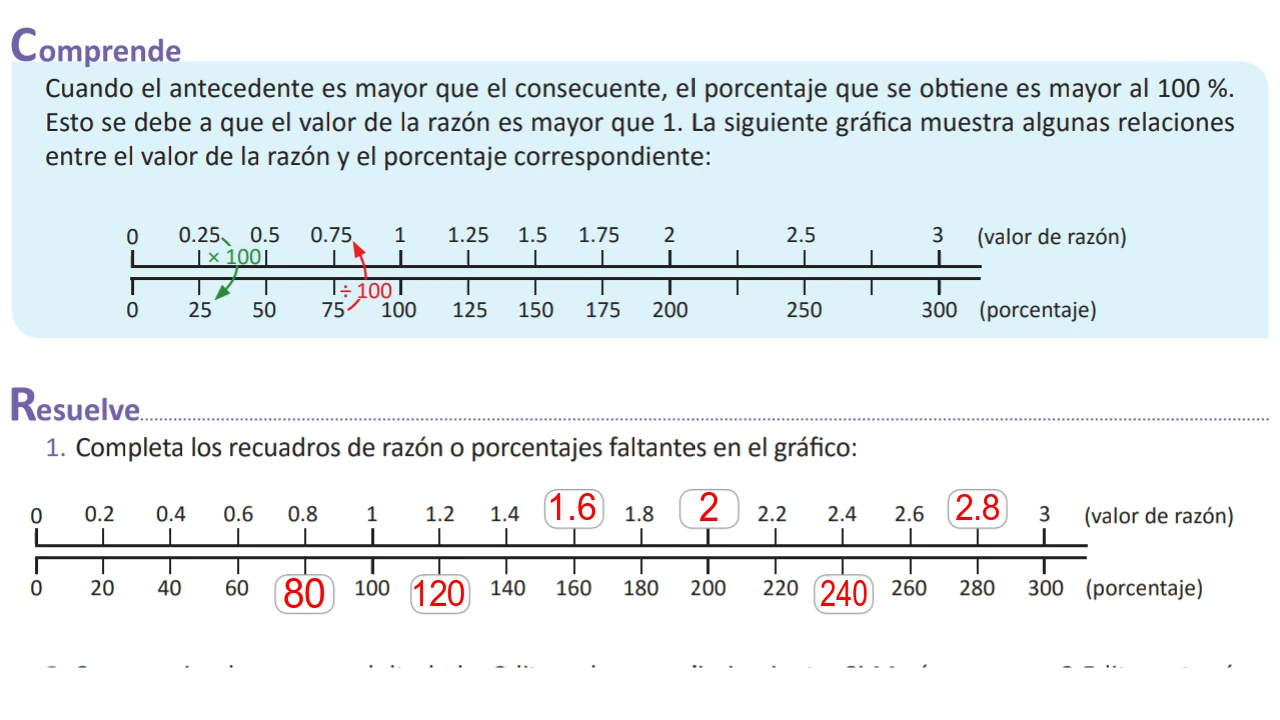 Comprende
Cuando el antecedente es mayor que el consecuente, el porcentaje que se obtiene es mayor al 100 %.
Esto se debe a que el valor de la razón es mayor que 1. La siguiente gráfica muestra algunas relaciones
entre el valor de la razón y el porcentaje correspondiente:
0 0.25 0.5 0.75 1 1.25 1.5 1.75 2 2.5 3 (valor de razón)
× 100
÷ 100
0 25 50 75 100 125 150 175 200 250 300 (porcentaje)
Resuelve
1. Completa los recuadros de razón o porcentajes faltantes en el gráfico:
0 0.2 0.4 0.6 0.8 1 1.2 1.4 1.6 1.8 2 2.2 2.4 2.6 2.8 3 (valor de razón)
0 20 40 60 80 100 120 140 160 180 200 220 240 260 280 300 (porcentaje)